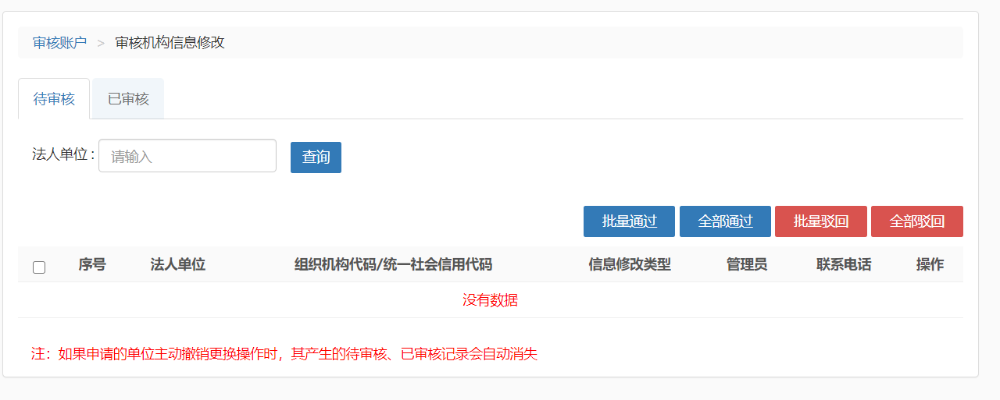 审核账户 > 审核机构信息修改
待审核 已审核
法人单位 : 请输入 查询
批量通过 全部通过 批量驳回 全部驳回
序号 法人单位 组织机构代码/统一社会信用代码 信息修改类型 管理员 联系电话 操作
没有数据
注：如果申请的单位主动撤销更换操作时，其产生的待审核、已审核记录会自动消失